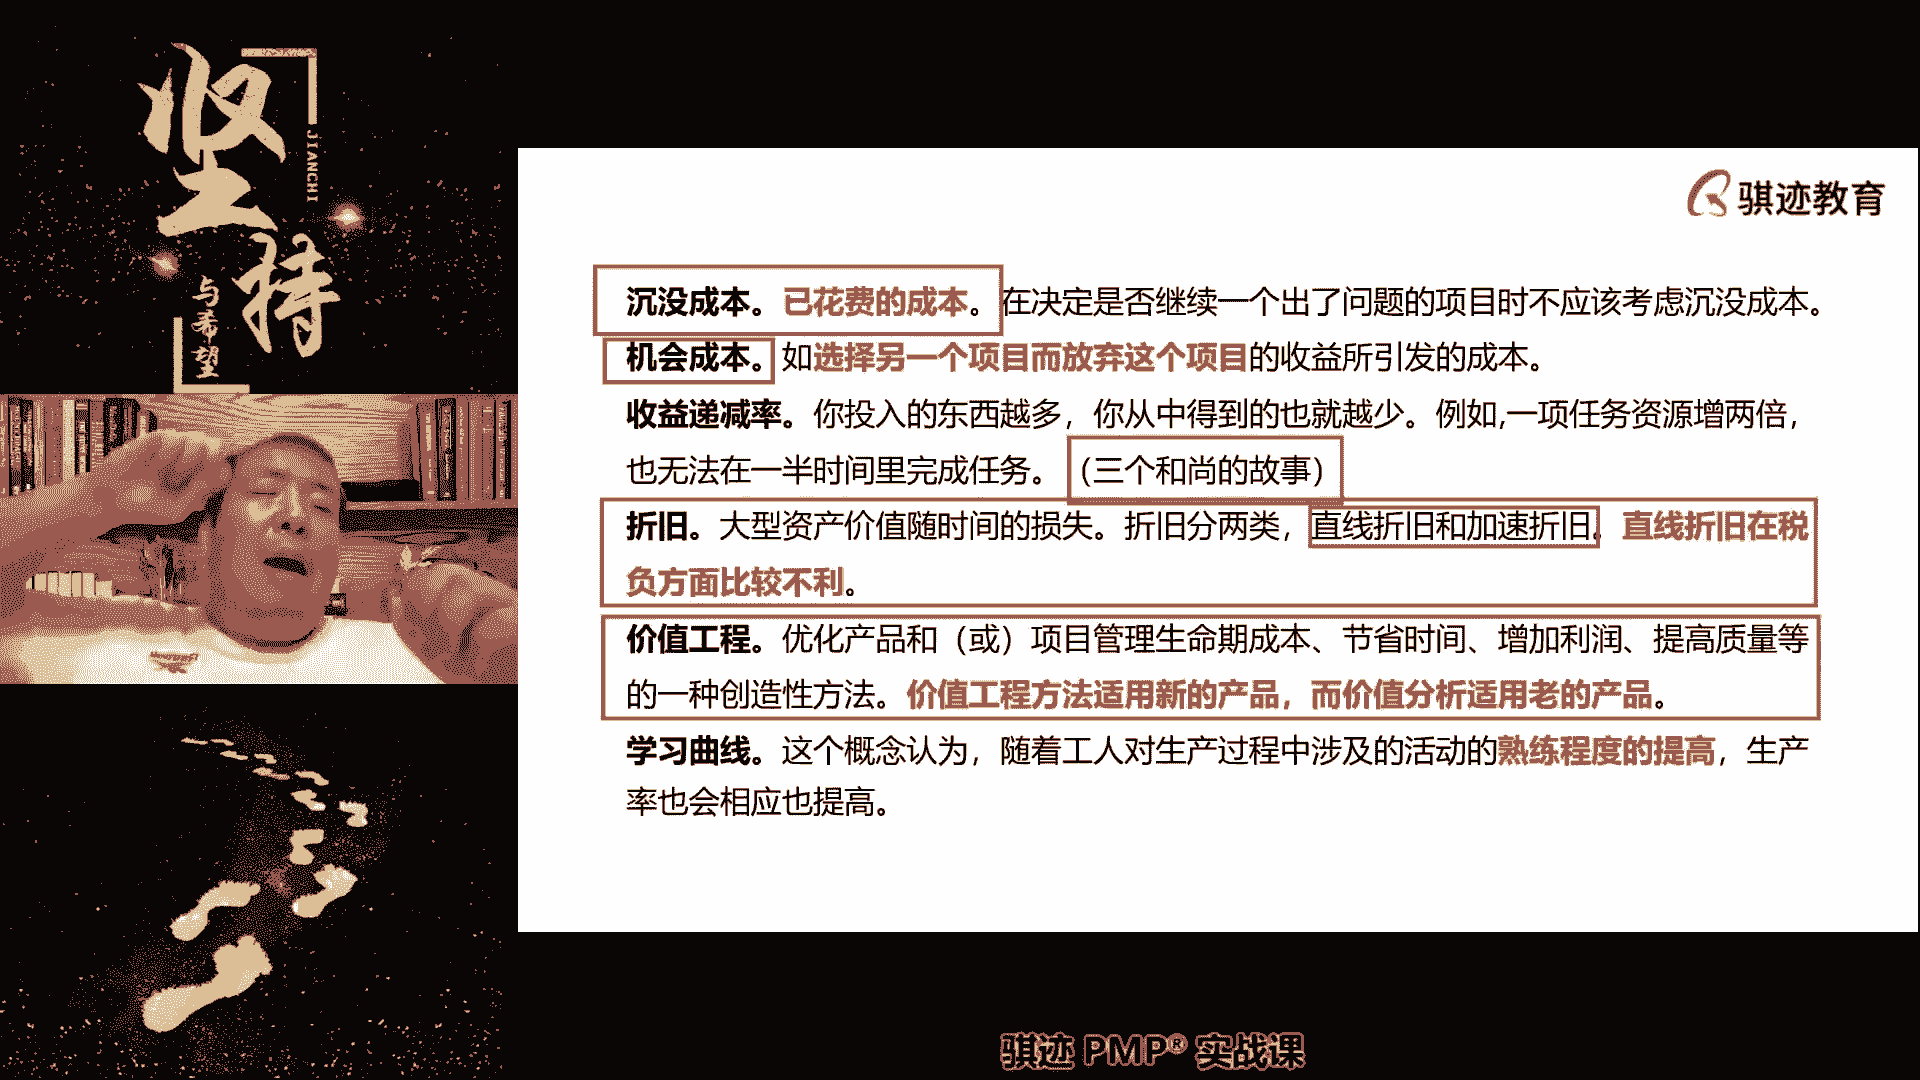 坚持
JIANCHI
与希望
骐迹教育
沉没成本。已花费的成本。在决定是否继续一个出了问题的项目时不应该考虑沉没成本。
机会成本。如选择另一个项目而放弃这个项目的收益所引发的成本。
收益递减率。你投入的东西越多，你从中得到的也就越少。例如,一项任务资源增两倍，
也无法在一半时间里完成任务。（三个和尚的故事）
折旧。大型资产价值随时间的损失。折旧分两类，直线折旧和加速折旧。直线折旧在税
负方面比较不利。
价值工程。优化产品和（或）项目管理生命期成本、节省时间、增加利润、提高质量等
的一种创造性方法。价值工程方法适用新的产品，而价值分析适用老的产品。
学习曲线。这个概念认为，随着工人对生产过程中涉及的活动的熟练程度的提高，生产
率也会相应也提高。
骐迹 PMP® 实战课